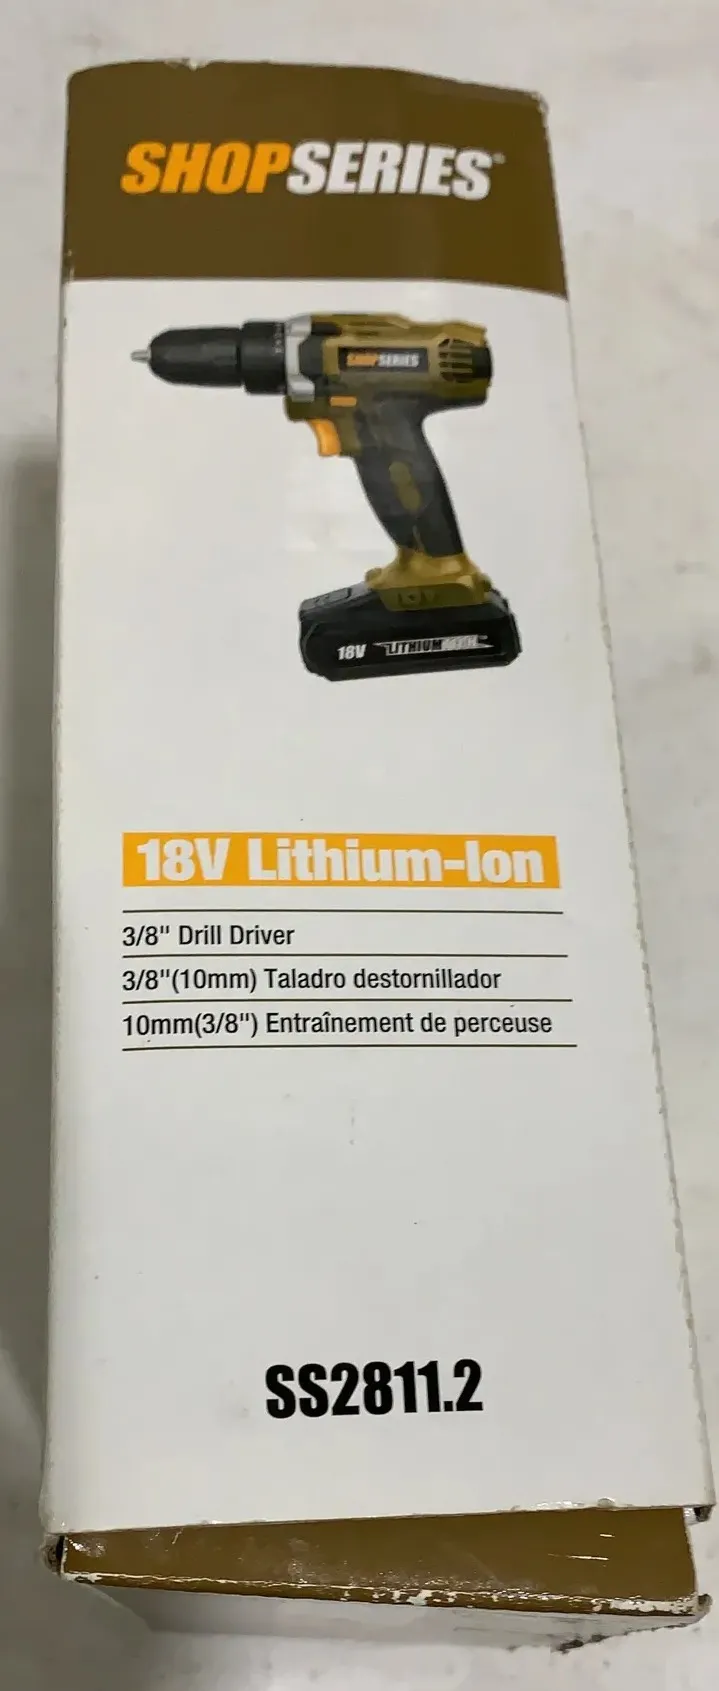 SHOPSERIES®
SHOPSERIES
18V LITHIUM
18V Lithium-Ion
3/8" Drill Driver
3/8"(10mm) Taladro destornillador
10mm(3/8") Entraînement de perceuse
SS2811.2